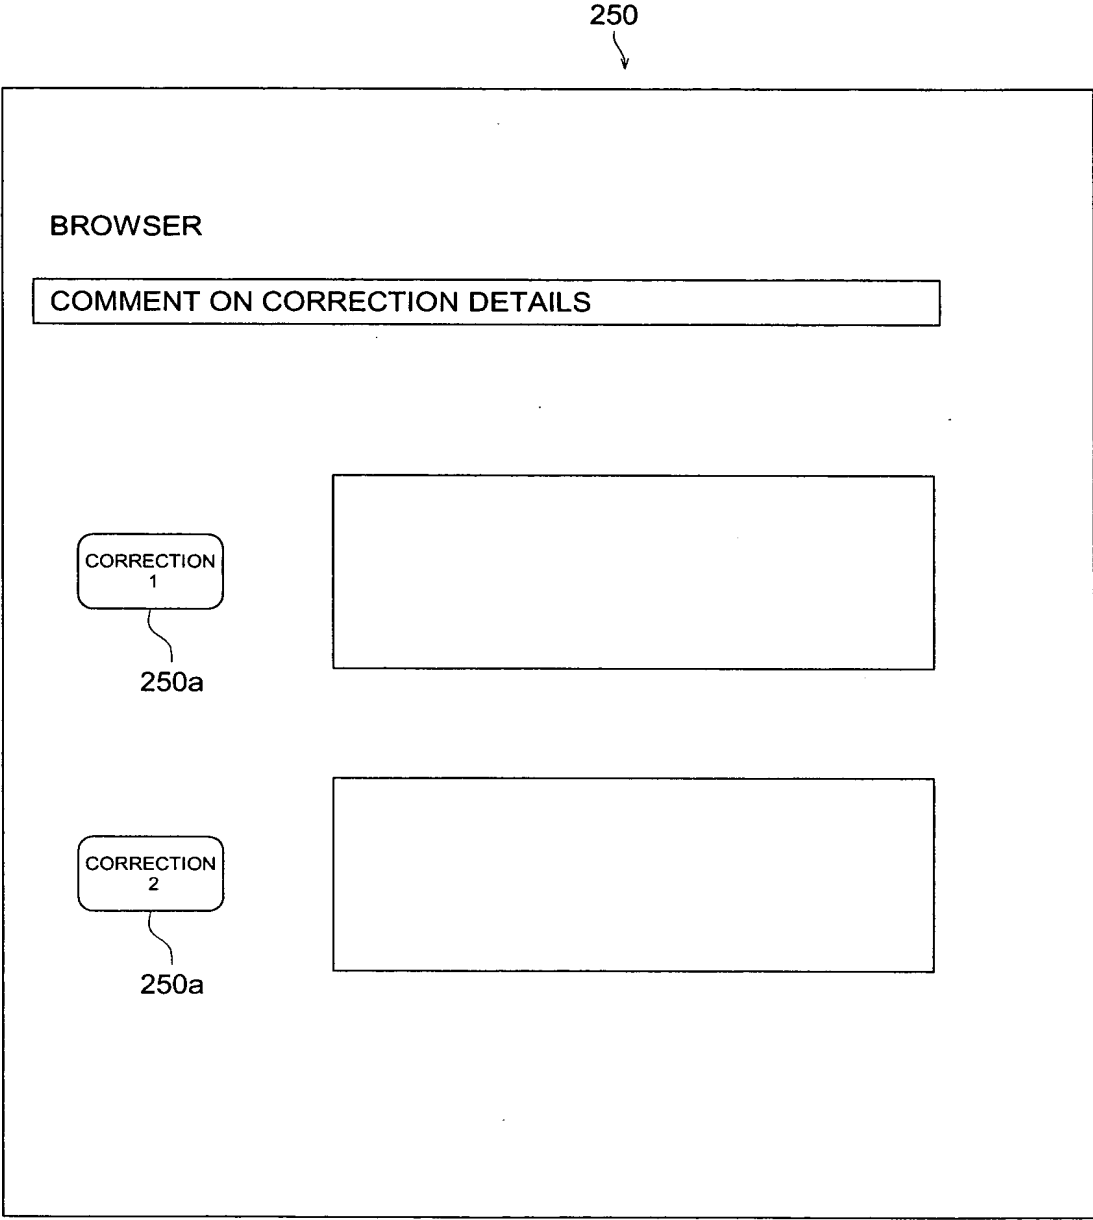 250
BROWSER
COMMENT ON CORRECTION DETAILS
CORRECTION
1
250a
CORRECTION
2
250a